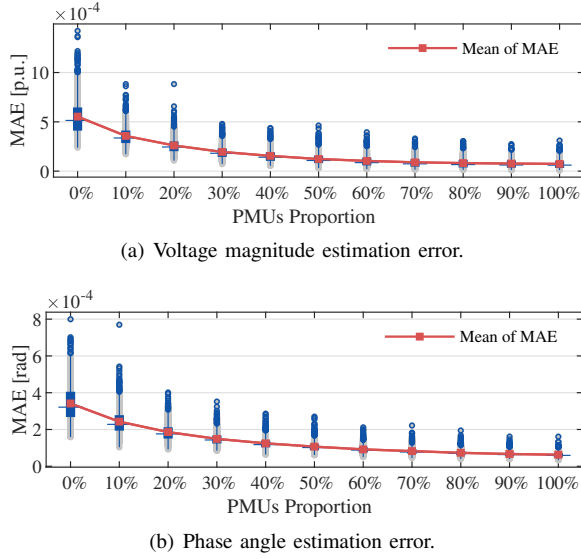 ×10⁻⁴
Mean of MAE
MAE [p.u.]
10
5
0
0% 10% 20% 30% 40% 50% 60% 70% 80% 90% 100%
PMUs Proportion
(a) Voltage magnitude estimation error.
×10⁻⁴
8
Mean of MAE
MAE [rad]
6
4
2
0
0% 10% 20% 30% 40% 50% 60% 70% 80% 90% 100%
PMUs Proportion
(b) Phase angle estimation error.